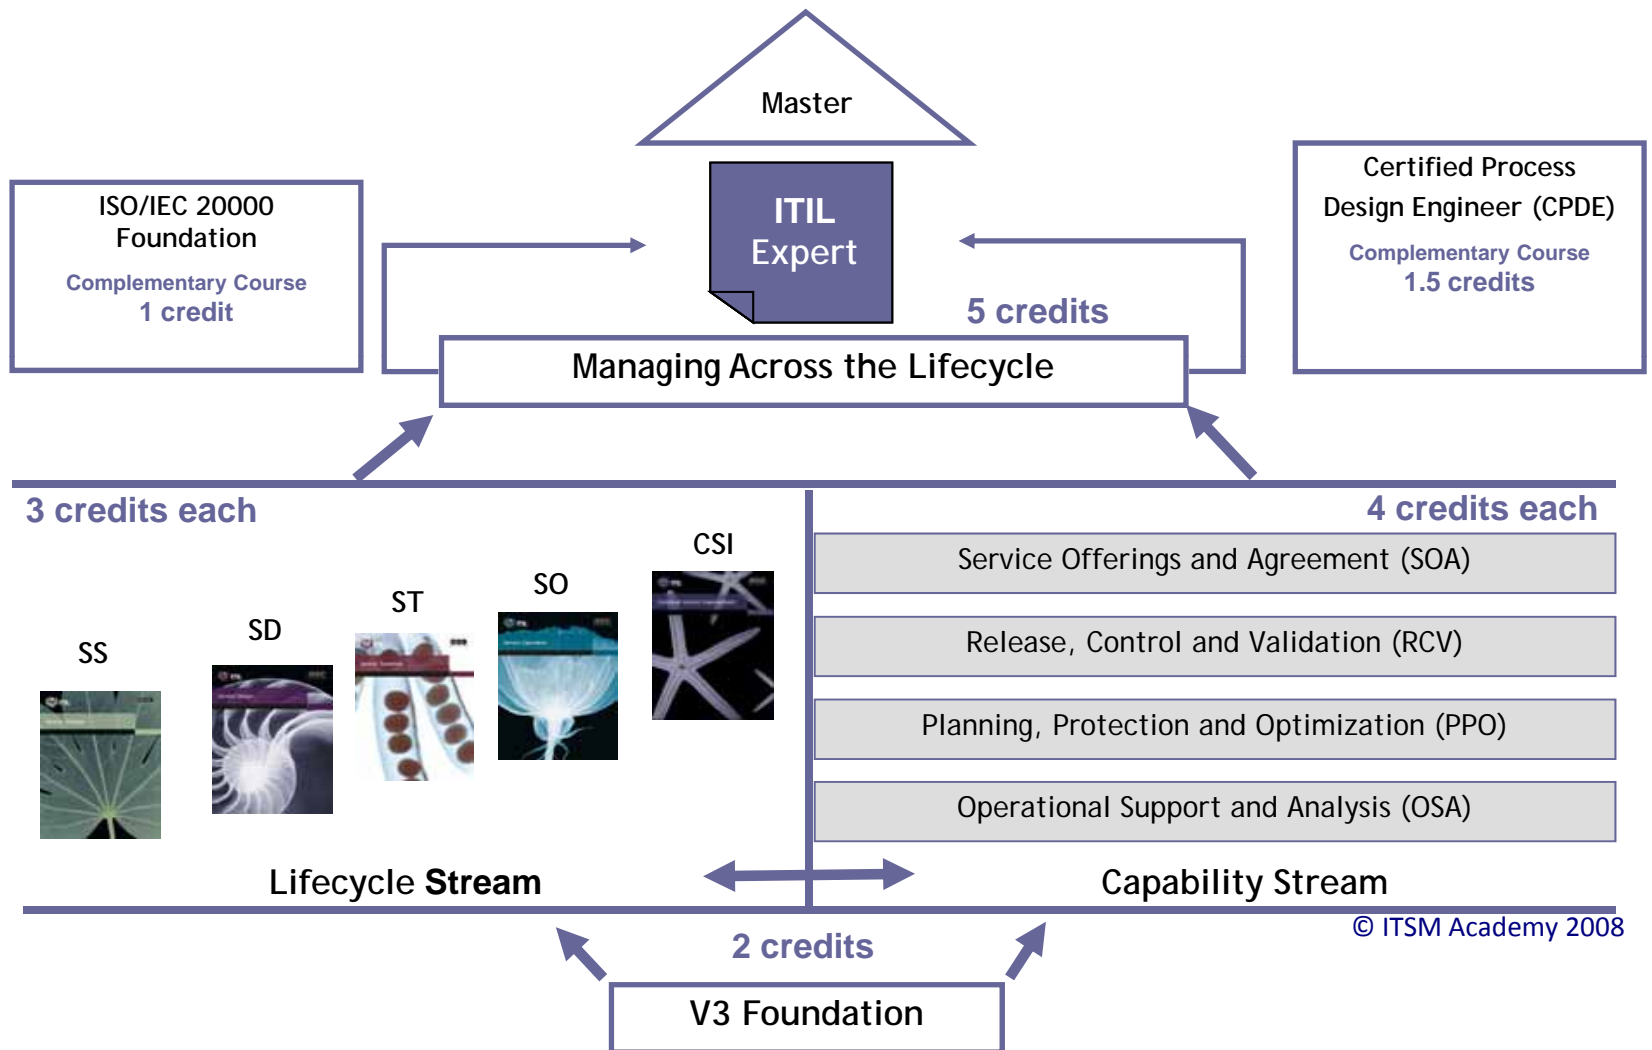 Master
ISO/IEC 20000
Foundation
Complementary Course
1 credit
ITIL
Expert
Certified Process
Design Engineer (CPDE)
Complementary Course
1.5 credits
5 credits
Managing Across the Lifecycle
3 credits each
4 credits each
SS
SD
ST
SO
CSI
Service Offerings and Agreement (SOA)
Release, Control and Validation (RCV)
Planning, Protection and Optimization (PPO)
Operational Support and Analysis (OSA)
Lifecycle Stream
Capability Stream
© ITSM Academy 2008
2 credits
V3 Foundation